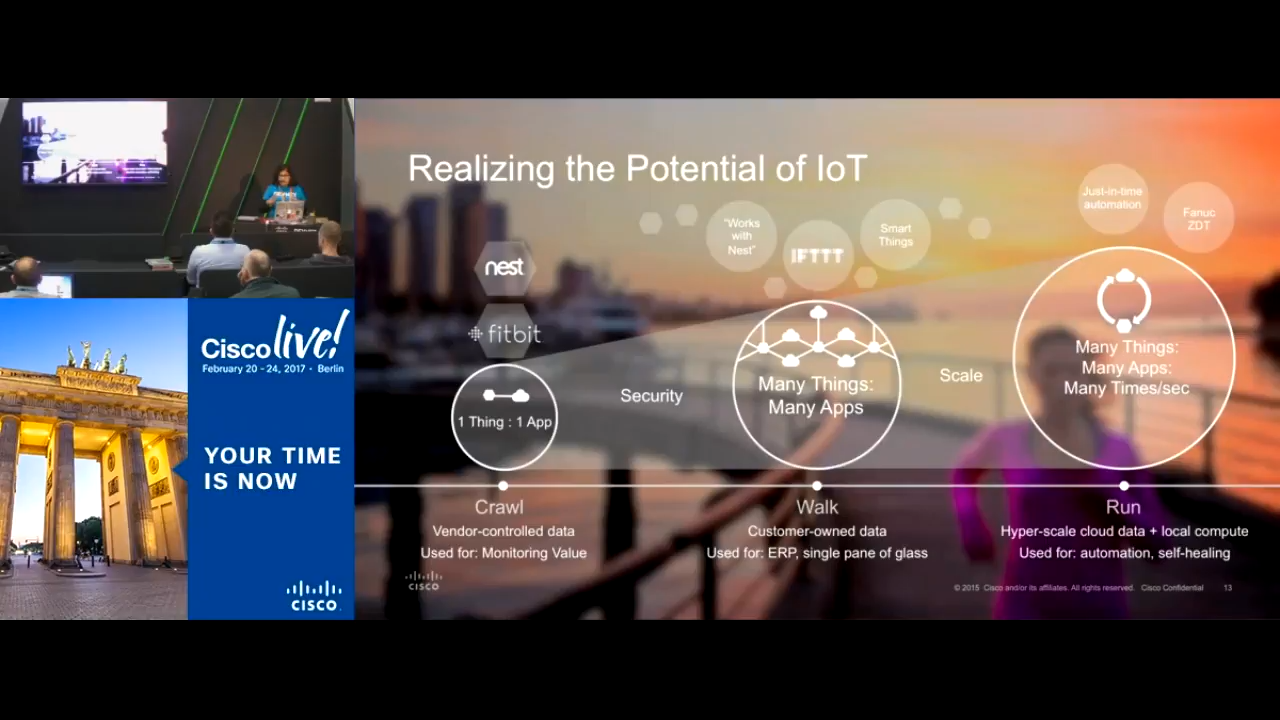 Realizing the Potential of IoT
Just-in-time
automation
Fanuc
ZDT
"Works
with
Nest"
IFTTT
Smart
Things
nest
fitbit
1 Thing : 1 App
Security
Many Things:
Many Apps
Scale
Many Things:
Many Apps:
Many Times/sec
Crawl
Vendor-controlled data
Used for: Monitoring Value
Walk
Customer-owned data
Used for: ERP, single pane of glass
Run
Hyper-scale cloud data + local compute
Used for: automation, self-healing
CISCO
© 2015 Cisco and/or its affiliates. All rights reserved. Cisco Confidential 13
Cisco live!
February 20 - 24, 2017 · Berlin
YOUR TIME
IS NOW
CISCO.